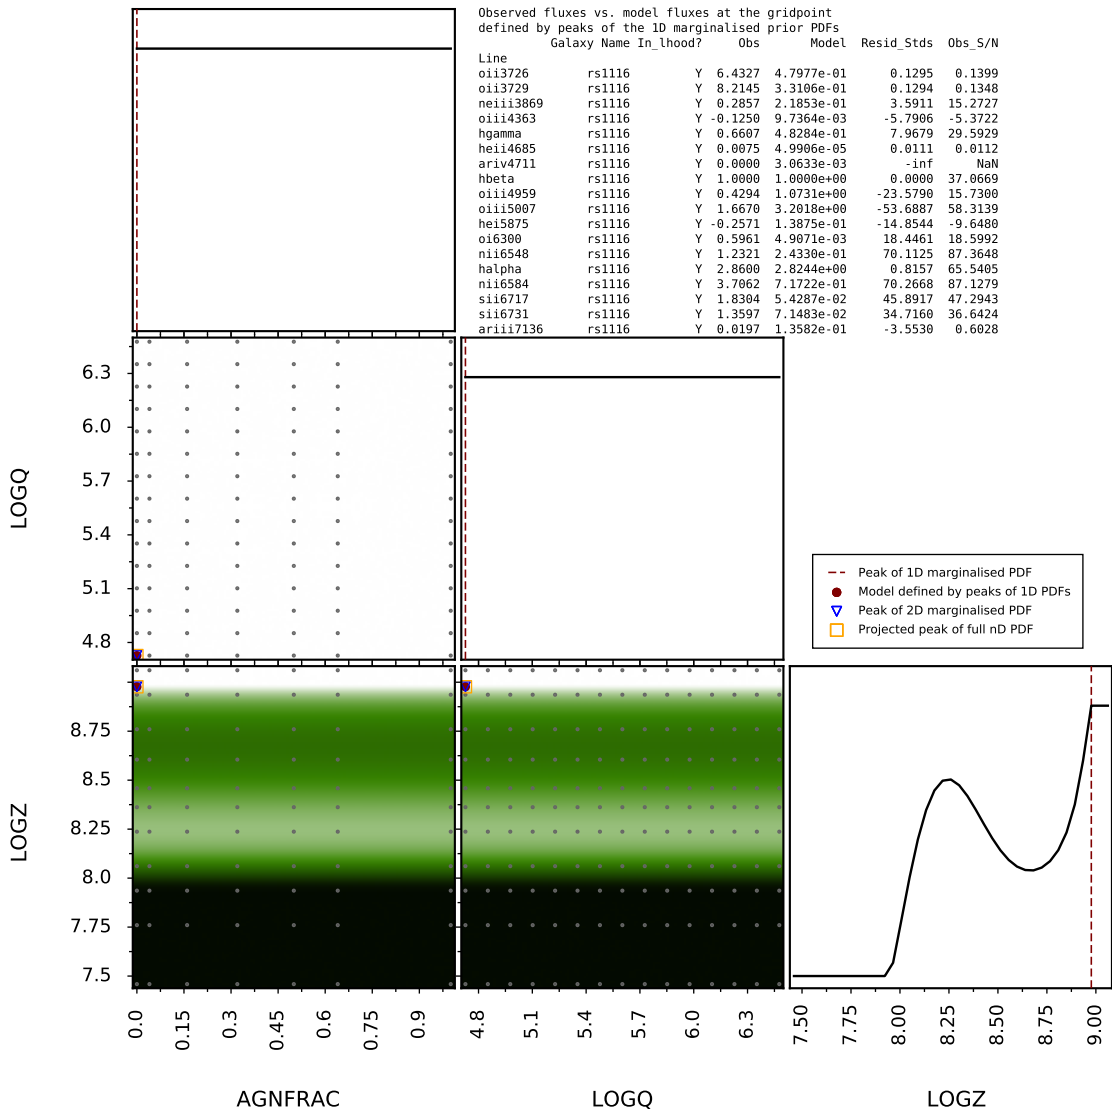 Observed fluxes vs. model fluxes at the gridpoint
defined by peaks of the 1D marginalised prior PDFs
Galaxy Name In_lhood? Obs Model Resid_Stds Obs_S/N
Line
oii3726 rs1116 Y 6.4327 4.7977e-01 0.1295 0.1399
oii3729 rs1116 Y 8.2145 3.3106e-01 0.1294 0.1348
neiii3869 rs1116 Y 0.2857 2.1853e-01 3.5911 15.2727
oiii4363 rs1116 Y -0.1250 9.7364e-03 -5.7906 -5.3722
hgamma rs1116 Y 0.6607 4.8284e-01 7.9679 29.5929
heii4685 rs1116 Y 0.0075 4.9906e-05 0.0111 0.0112
ariv4711 rs1116 Y 0.0000 3.0633e-03 -inf NaN
hbeta rs1116 Y 1.0000 1.0000e+00 0.0000 37.0669
oiii4959 rs1116 Y 0.4294 1.0731e+00 -23.5790 15.7300
oiii5007 rs1116 Y 1.6670 3.2018e+00 -53.6887 58.3139
hei5875 rs1116 Y -0.2571 1.3875e-01 -14.8544 -9.6480
oi6300 rs1116 Y 0.5961 4.9071e-03 18.4461 18.5992
nii6548 rs1116 Y 1.2321 2.4330e-01 70.1125 87.3648
halpha rs1116 Y 2.8600 2.8244e+00 0.8157 65.5405
nii6584 rs1116 Y 3.7062 7.1722e-01 70.2668 87.1279
sii6717 rs1116 Y 1.8304 5.4287e-02 45.8917 47.2943
sii6731 rs1116 Y 1.3597 7.1483e-02 34.7160 36.6424
ariii7136 rs1116 Y 0.0197 1.3582e-01 -3.5530 0.6028
LOGQ
6.3
6.0
5.7
5.4
5.1
4.8
Peak of 1D marginalised PDF
Model defined by peaks of 1D PDFs
Peak of 2D marginalised PDF
Projected peak of full nD PDF
LOGZ
8.75
8.5
8.25
8.0
7.75
7.5
0.0 0.15 0.3 0.45 0.6 0.75 0.9
4.8 5.1 5.4 5.7 6.0 6.3
7.50 7.75 8.00 8.25 8.50 8.75 9.00
AGNFRAC LOGQ LOGZ